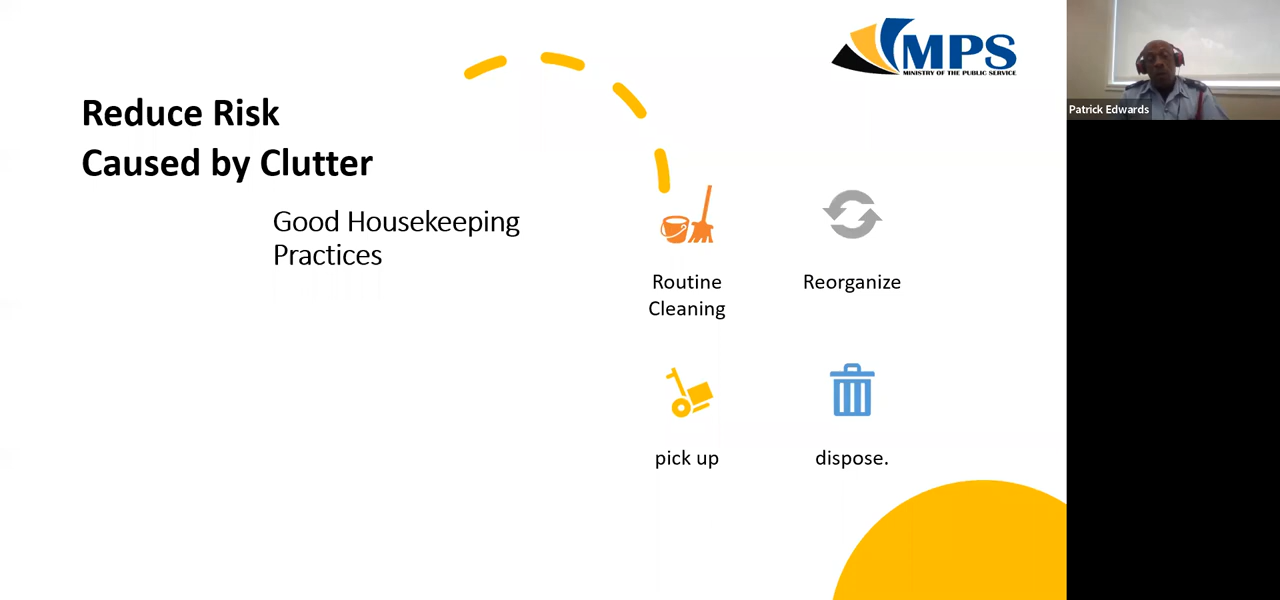 MPS
MINISTRY OF THE PUBLIC SERVICE
Patrick Edwards
Reduce Risk
Caused by Clutter
Good Housekeeping
Practices
Routine
Cleaning
Reorganize
pick up
dispose.